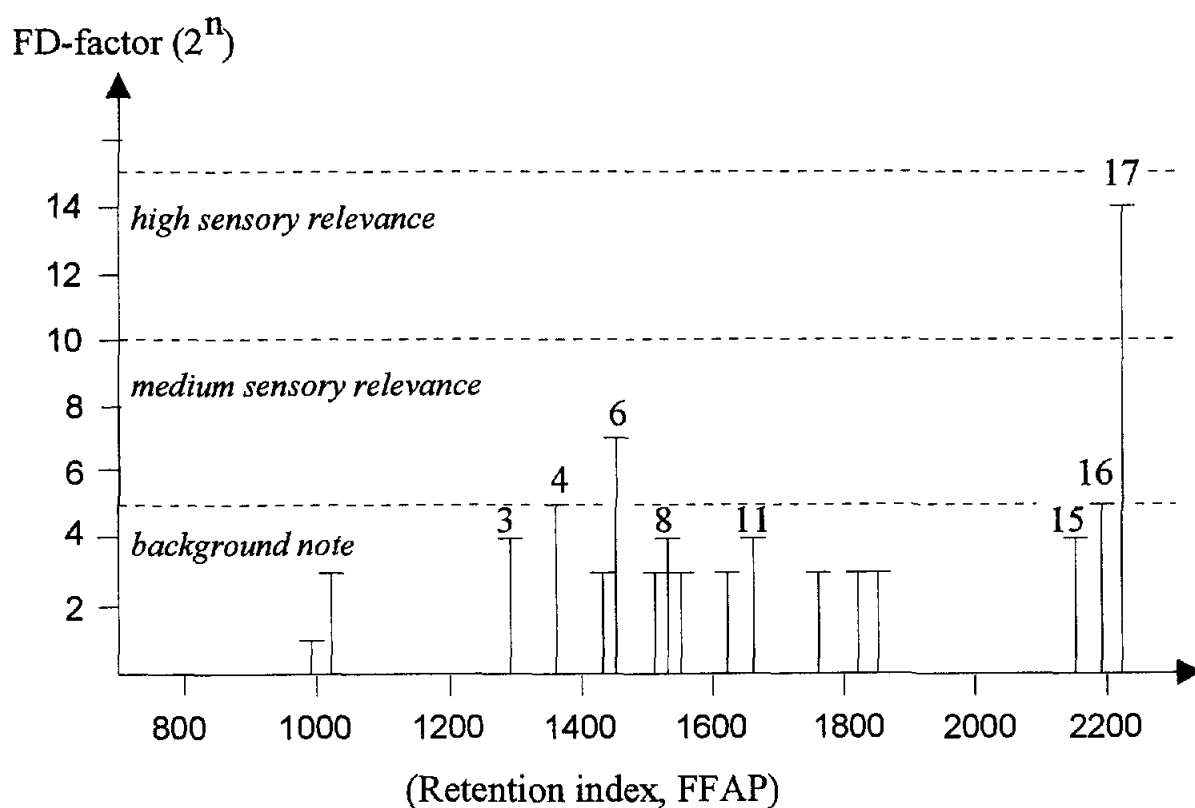 FD-factor (2ⁿ)
17
14
high sensory relevance
12
10
medium sensory relevance
8
6
6
4
16
3
8
11
15
4
background note
2
800 1000 1200 1400 1600 1800 2000 2200
(Retention index, FFAP)